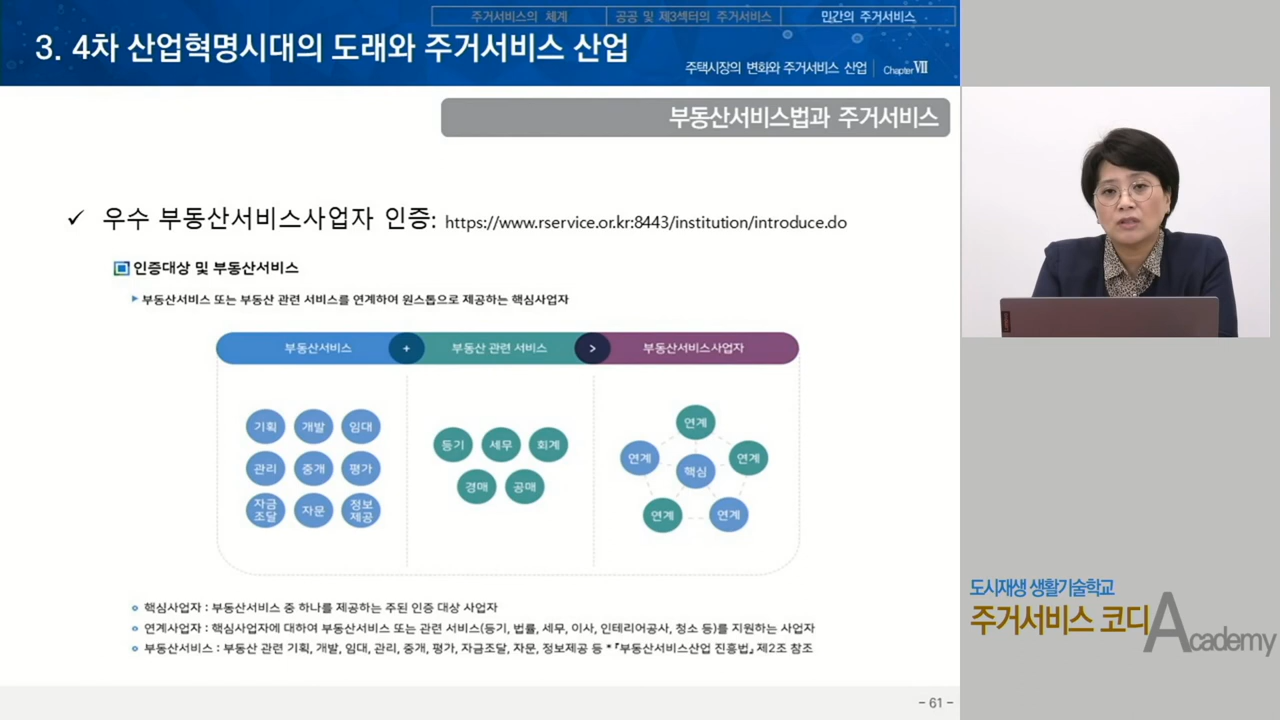 주거서비스의 체계
공공 및 제3섹터의 주거서비스
민간의 주거서비스
3. 4차 산업혁명시대의 도래와 주거서비스 산업
주택시장의 변화와 주거서비스 산업
Chapter Ⅶ
부동산서비스법과 주거서비스
✓ 우수 부동산서비스사업자 인증: https://www.rservice.or.kr:8443/institution/introduce.do
인증대상 및 부동산서비스
부동산서비스 또는 부동산 관련 서비스를 연계하여 원스톱으로 제공하는 핵심사업자
부동산서비스 + 부동산 관련 서비스 > 부동산서비스사업자
기획 개발 임대
관리 중개 평가
자금조달 자문 정보제공
등기 세무 회계
경매 공매
연계
연계 핵심 연계
연계 연계
핵심사업자 : 부동산서비스 중 하나를 제공하는 주된 인증 대상 사업자
연계사업자 : 핵심사업자에 대하여 부동산서비스 또는 관련 서비스(등기, 법률, 세무, 이사, 인테리어공사, 청소 등)를 지원하는 사업자
부동산서비스 : 부동산 관련 기획, 개발, 임대, 관리, 중개, 평가, 자금조달, 자문, 정보제공 등 *『부동산서비스산업 진흥법』 제2조 참조
- 61 -
도시재생 생활기술학교
주거서비스 코디 Academy